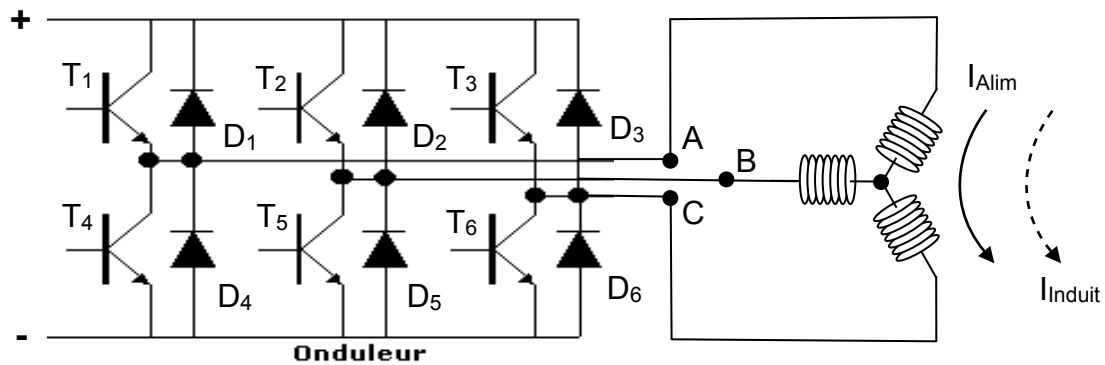 +
T1
D1
T2
D2
T3
D3
A
B
C
IAlim
IInduit
T4
D4
T5
D5
T6
D6
-
Onduleur